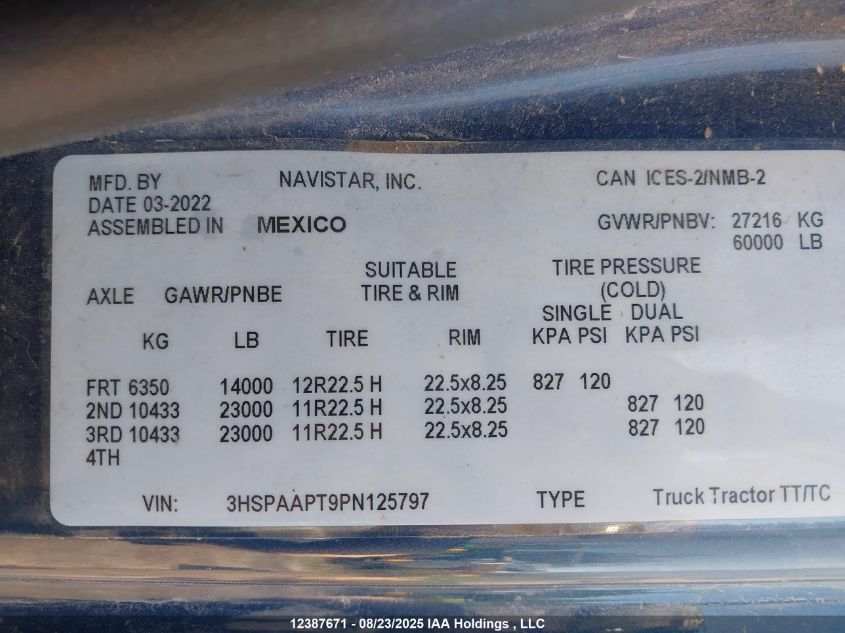 MFD. BY NAVISTAR, INC. CAN ICES-2/NMB-2
DATE 03-2022
ASSEMBLED IN MEXICO GVWR/PNBV: 27216 KG
60000 LB
SUITABLE TIRE PRESSURE
AXLE GAWR/PNBE TIRE & RIM (COLD)
SINGLE DUAL
KG LB TIRE RIM KPA PSI KPA PSI
FRT 6350 14000 12R22.5 H 22.5x8.25 827 120
2ND 10433 23000 11R22.5 H 22.5x8.25 827 120
3RD 10433 23000 11R22.5 H 22.5x8.25 827 120
4TH
VIN: 3HSPAAPT9PN125797 TYPE Truck Tractor TT/TC
12387671 - 08/23/2025 IAA Holdings , LLC